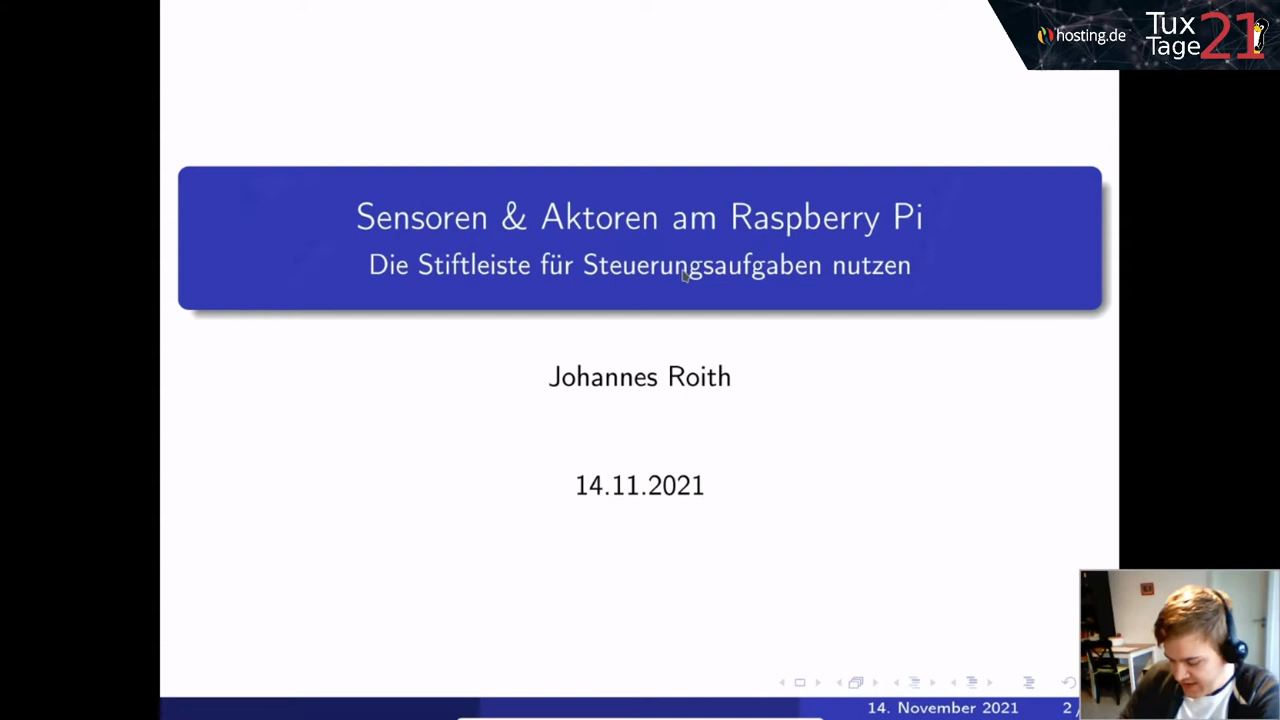 hosting.de
Tux
Tage
21
Sensoren & Aktoren am Raspberry Pi
Die Stiftleiste für Steuerungsaufgaben nutzen
Johannes Roith
14.11.2021
14. November 2021
2 /